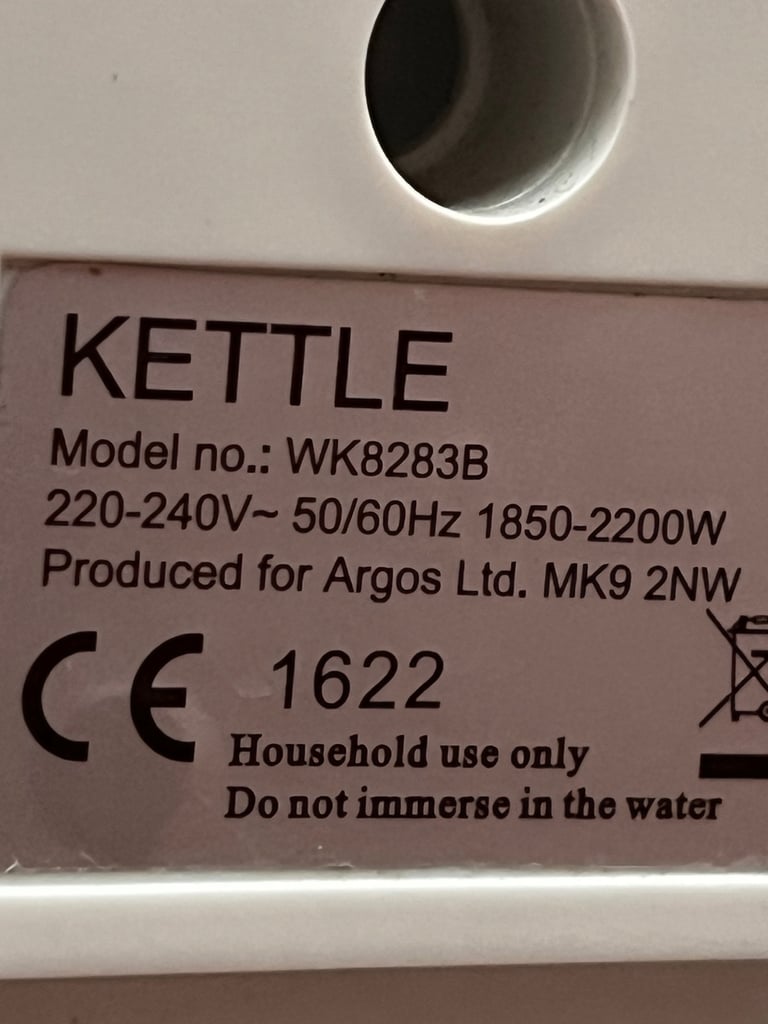 KETTLE
Model no.: WK8283B
220-240V~ 50/60Hz 1850-2200W
Produced for Argos Ltd. MK9 2NW
CE 1622
Household use only
Do not immerse in the water